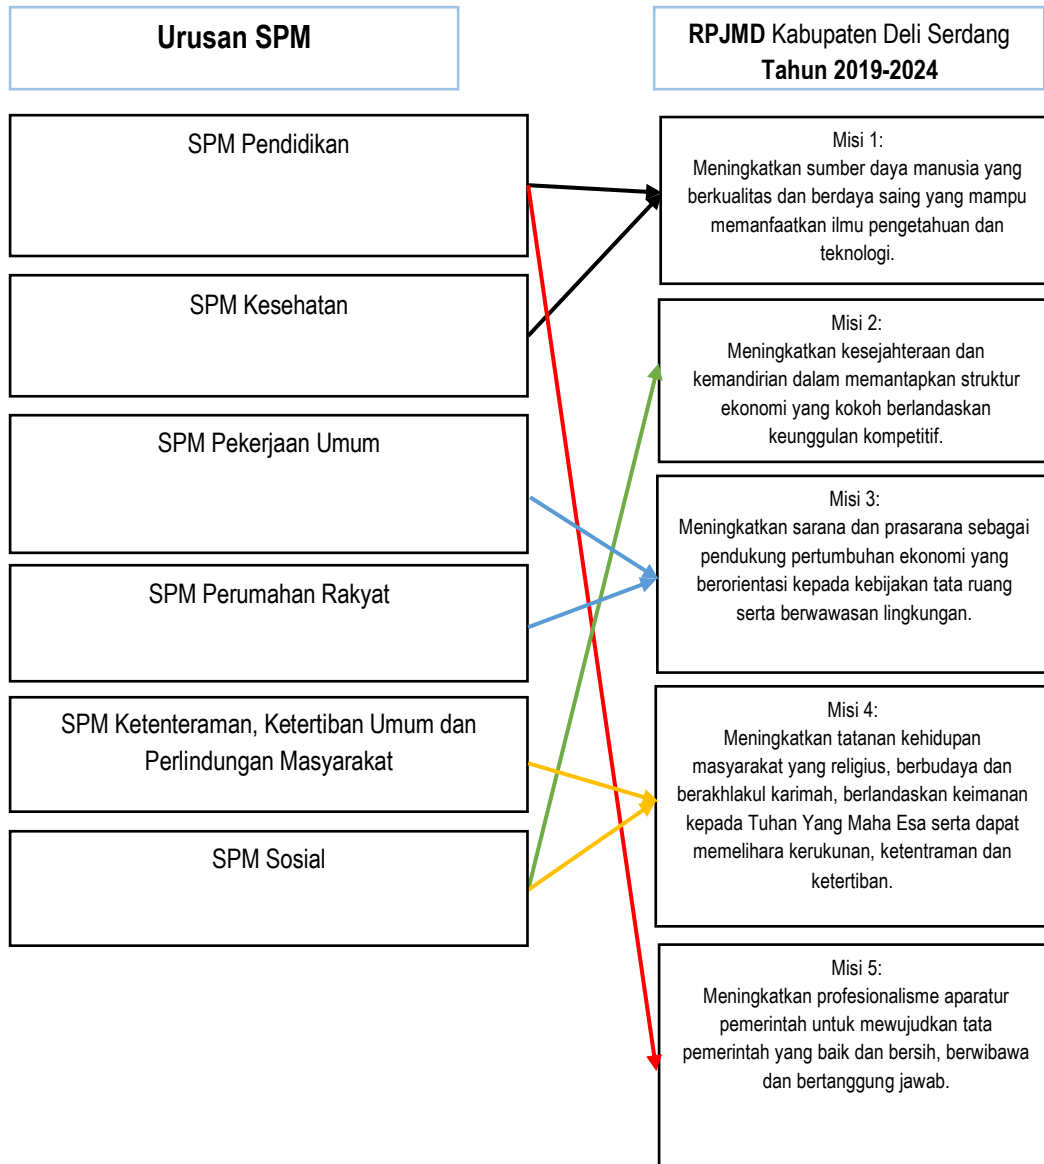 Urusan SPM
RPJMD Kabupaten Deli Serdang
Tahun 2019-2024
SPM Pendidikan
SPM Kesehatan
SPM Pekerjaan Umum
SPM Perumahan Rakyat
SPM Ketenteraman, Ketertiban Umum dan
Perlindungan Masyarakat
SPM Sosial
Misi 1:
Meningkatkan sumber daya manusia yang
berkualitas dan berdaya saing yang mampu
memanfaatkan ilmu pengetahuan dan
teknologi.
Misi 2:
Meningkatkan kesejahteraan dan
kemandirian dalam memantapkan struktur
ekonomi yang kokoh berlandaskan
keunggulan kompetitif.
Misi 3:
Meningkatkan sarana dan prasarana sebagai
pendukung pertumbuhan ekonomi yang
berorientasi kepada kebijakan tata ruang
serta berwawasan lingkungan.
Misi 4:
Meningkatkan tatanan kehidupan
masyarakat yang religius, berbudaya dan
berakhlakul karimah, berlandaskan keimanan
kepada Tuhan Yang Maha Esa serta dapat
memelihara kerukunan, ketentraman dan
ketertiban.
Misi 5:
Meningkatkan profesionalisme aparatur
pemerintah untuk mewujudkan tata
pemerintah yang baik dan bersih, berwibawa
dan bertanggung jawab.